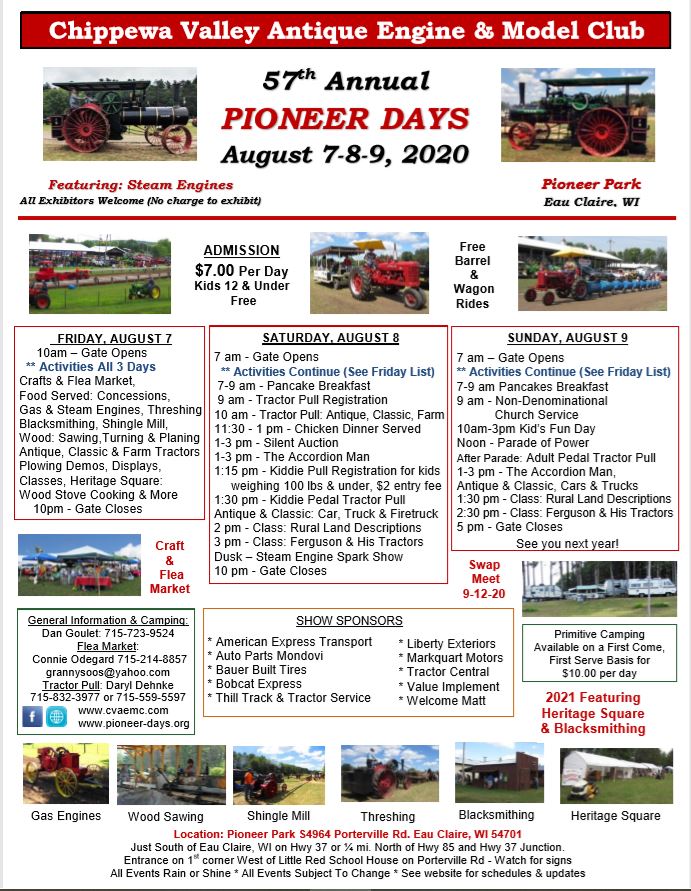 Chippewa Valley Antique Engine & Model Club
57th Annual
PIONEER DAYS
August 7-8-9, 2020
Featuring: Steam Engines
All Exhibitors Welcome (No charge to exhibit)
Pioneer Park
Eau Claire, WI
ADMISSION
$7.00 Per Day
Kids 12 & Under
Free
Free
Barrel
&
Wagon
Rides
FRIDAY, AUGUST 7
10am – Gate Opens
** Activities All 3 Days
Crafts & Flea Market,
Food Served: Concessions,
Gas & Steam Engines, Threshing
Blacksmithing, Shingle Mill,
Wood: Sawing,Turning & Planing
Antique, Classic & Farm Tractors
Plowing Demos, Displays,
Classes, Heritage Square:
Wood Stove Cooking & More
10pm - Gate Closes
SATURDAY, AUGUST 8
7 am - Gate Opens
** Activities Continue (See Friday List)
7-9 am - Pancake Breakfast
9 am - Tractor Pull Registration
10 am - Tractor Pull: Antique, Classic, Farm
11:30 - 1 pm - Chicken Dinner Served
1-3 pm - Silent Auction
1-3 pm - The Accordion Man
1:15 pm - Kiddie Pull Registration for kids
weighing 100 lbs & under, $2 entry fee
1:30 pm - Kiddie Pedal Tractor Pull
Antique & Classic: Car, Truck & Firetruck
2 pm - Class: Rural Land Descriptions
3 pm - Class: Ferguson & His Tractors
Dusk – Steam Engine Spark Show
10 pm - Gate Closes
SUNDAY, AUGUST 9
7 am – Gate Opens
** Activities Continue (See Friday List)
7-9 am Pancakes Breakfast
9 am - Non-Denominational
Church Service
10am-3pm Kid's Fun Day
Noon - Parade of Power
After Parade: Adult Pedal Tractor Pull
1-3 pm - The Accordion Man,
Antique & Classic, Cars & Trucks
1:30 pm - Class: Rural Land Descriptions
2:30 pm - Class: Ferguson & His Tractors
5 pm - Gate Closes
See you next year!
Craft
&
Flea
Market
Swap
Meet
9-12-20
General Information & Camping:
Dan Goulet: 715-723-9524
Flea Market:
Connie Odegard 715-214-8857
grannysoos@yahoo.com
Tractor Pull: Daryl Dehnke
715-832-3977 or 715-559-5597
www.cvaemc.com
www.pioneer-days.org
SHOW SPONSORS
* American Express Transport
* Auto Parts Mondovi
* Bauer Built Tires
* Bobcat Express
* Thill Track & Tractor Service
* Liberty Exteriors
* Markquart Motors
* Tractor Central
* Value Implement
* Welcome Matt
Primitive Camping
Available on a First Come,
First Serve Basis for
$10.00 per day
2021 Featuring
Heritage Square
& Blacksmithing
Gas Engines
Wood Sawing
Shingle Mill
Threshing
Blacksmithing
Heritage Square
Location: Pioneer Park S4964 Porterville Rd. Eau Claire, WI 54701
Just South of Eau Claire, WI on Hwy 37 or ¼ mi. North of Hwy 85 and Hwy 37 Junction.
Entrance on 1st corner West of Little Red School House on Porterville Rd - Watch for signs
All Events Rain or Shine * All Events Subject To Change * See website for schedules & updates